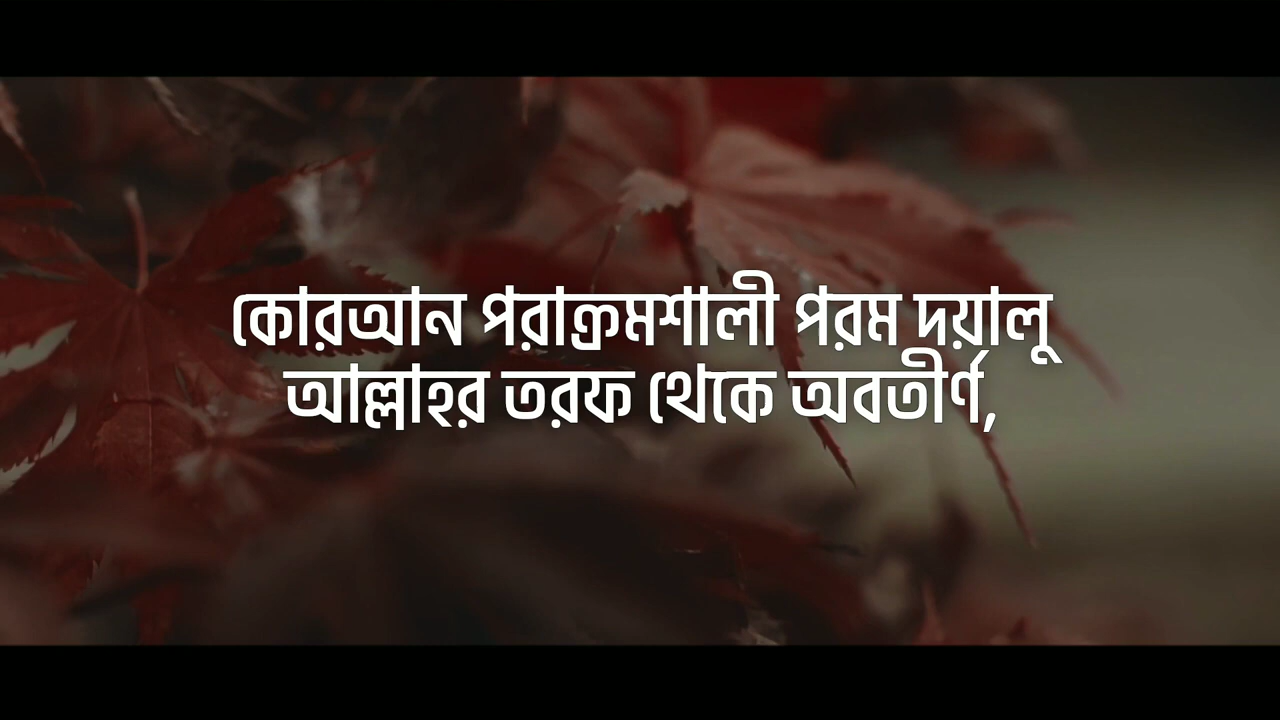 কোরআন পরাক্রমশালী পরম দয়ালু
আল্লাহর তরফ থেকে অবতীর্ণ,